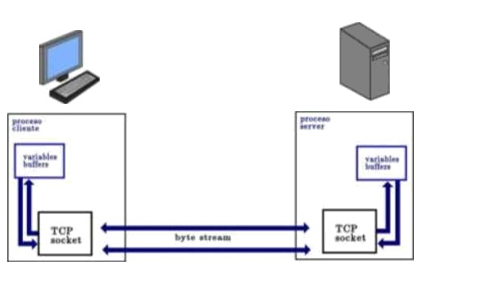 proceso
cliente
variables
buffers
TCP
socket
byte stream
proceso
server
variables
buffers
TCP
socket